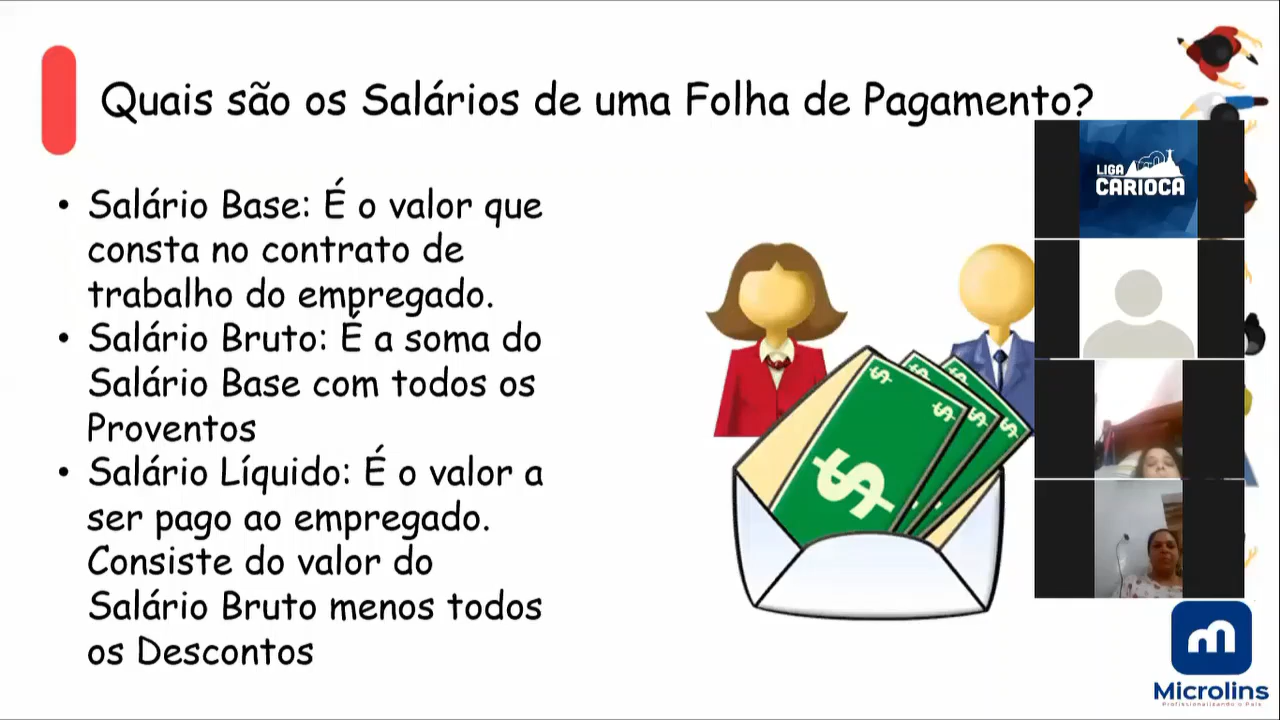 Quais são os Salários de uma Folha de Pagamento?
• Salário Base: É o valor que
consta no contrato de
trabalho do empregado.
• Salário Bruto: É a soma do
Salário Base com todos os
Proventos
• Salário Líquido: É o valor a
ser pago ao empregado.
Consiste do valor do
Salário Bruto menos todos
os Descontos
LIGA
CARIOCA
$ $ $ $ $ $
Microlins
Profissionalizando o País